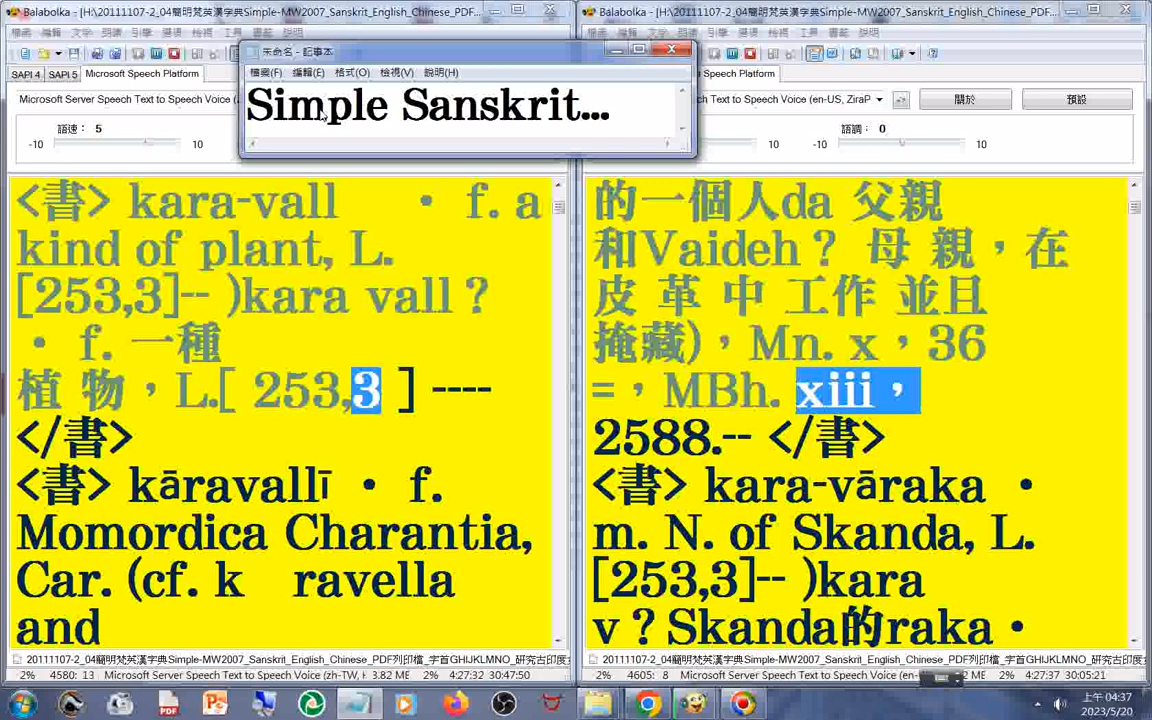 Balabolka - [H:\20111107-2_04簡明梵英漢字典Simple-MW2007_Sanskrit_English_Chinese_PDF...
Balabolka - [H:\20111107-2_04簡明梵英漢字典Simple-MW2007_Sanskrit_English_Chinese_PDF...
未命名 - 記事本
檔案(F) 編輯(E) 格式(O) 檢視(V) 說明(H)
Simple Sanskrit...
SAPI 4 SAPI 5 Microsoft Speech Platform
Speech Platform
Microsoft Server Speech Text to Speech Voice
ch Text to Speech Voice (en-US, ZiraP
關於
預設
語速: 5
-10 10
10
語調: 0
-10 10
<書> kara-vall • f. a
kind of plant, L.
[253,3]-- )kara vall？
• f. 一種
植 物，L.[ 253,3 ] ----
</書>
<書> kāravallī • f.
Momordica Charantia,
Car. (cf. k ravella
and
的一個人da 父親
和Vaideh？ 母 親，在
皮 革 中 工作 並且
掩藏)，Mn. x，36
=，MBh. xiii，
2588.-- </書>
<書> kara-vāraka •
m. N. of Skanda, L.
[253,3]-- )kara
v？Skanda的raka•
20111107-2_04簡明梵英漢字典Simple-MW2007_Sanskrit_English_Chinese_PDF列印檔_字首GHIJKLMNO_研究古印度
20111107-2_04簡明梵英漢字典Simple-MW2007_Sanskrit_English_Chinese_PDF列印檔_字首GHIJKLMNO_研究古印度
2% 4580: 13 Microsoft Server Speech Text to Speech Voice (zh-TW, H 3.82 MB 2% 4:27:32 30:47:50
2% 4605: 8 Microsoft Server Speech Text to Speech Voice (en- MB 2% 4:27:37 30:05:21
PDF
上午 04:37
2023/5/20